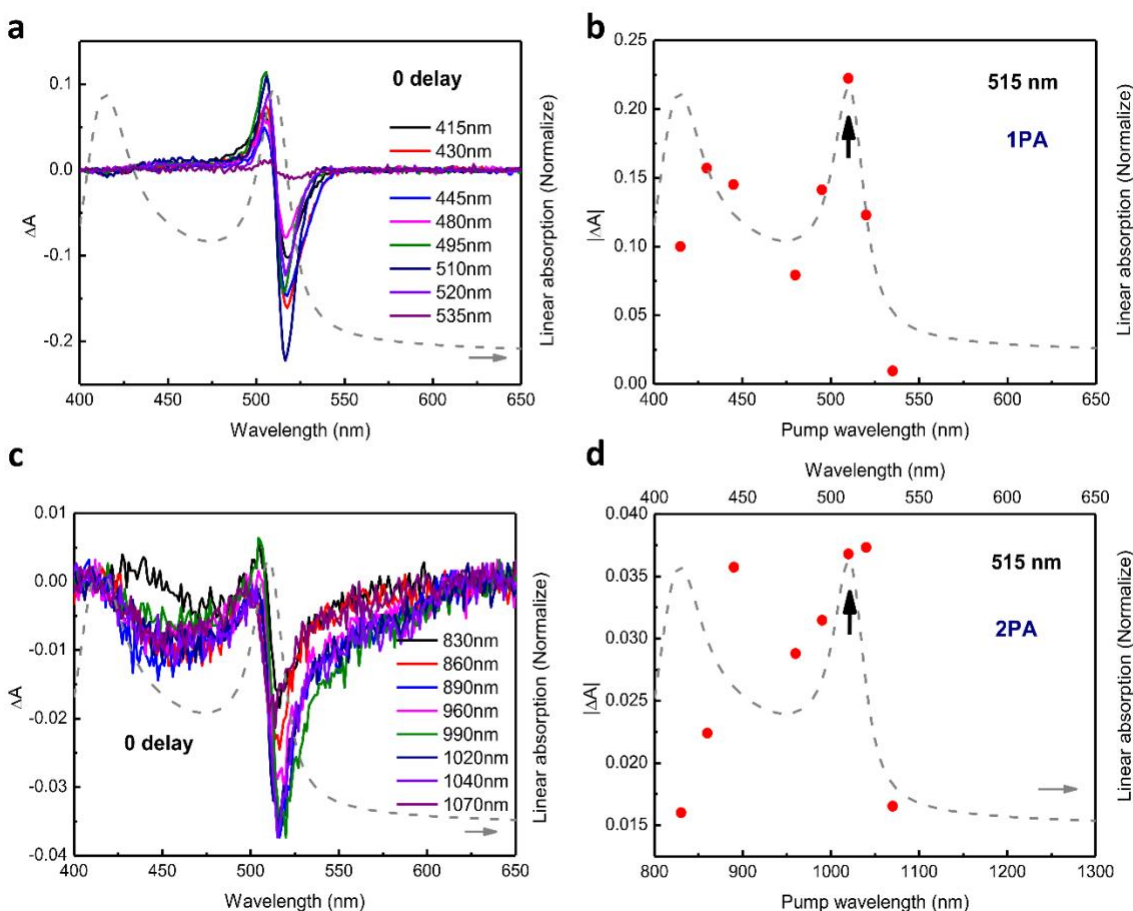 a
0 delay
415nm
430nm
445nm
480nm
495nm
510nm
520nm
535nm
0.1
0.0
-0.1
-0.2
ΔA
400 450 500 550 600 650
Wavelength (nm)
Linear absorption (Normalize)
b
515 nm
1PA
0.25
0.20
0.15
0.10
0.05
0.00
|ΔA|
400 450 500 550 600 650
Pump wavelength (nm)
Linear absorption (Normalize)
c
0 delay
830nm
860nm
890nm
960nm
990nm
1020nm
1040nm
1070nm
0.01
0.00
-0.01
-0.02
-0.03
-0.04
ΔA
400 450 500 550 600 650
Wavelength (nm)
Linear absorption (Normalize)
d
Wavelength (nm)
400 450 500 550 600 650
515 nm
2PA
0.040
0.035
0.030
0.025
0.020
0.015
|ΔA|
800 900 1000 1100 1200 1300
Pump wavelength (nm)
Linear absorption (Normalize)